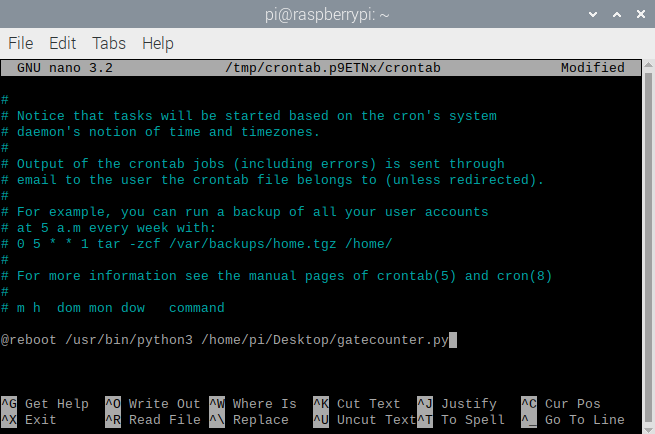 pi@raspberrypi: ~
File Edit Tabs Help
GNU nano 3.2 /tmp/crontab.p9ETNx/crontab Modified
#
# Notice that tasks will be started based on the cron's system
# daemon's notion of time and timezones.
#
# Output of the crontab jobs (including errors) is sent through
# email to the user the crontab file belongs to (unless redirected).
#
# For example, you can run a backup of all your user accounts
# at 5 a.m every week with:
# 0 5 * * 1 tar -zcf /var/backups/home.tgz /home/
#
# For more information see the manual pages of crontab(5) and cron(8)
#
# m h  dom mon dow   command
@reboot /usr/bin/python3 /home/pi/Desktop/gatecounter.py
^G Get Help ^O Write Out ^W Where Is ^K Cut Text ^J Justify ^C Cur Pos
^X Exit ^R Read File ^\ Replace ^U Uncut Text ^T To Spell ^_ Go To Line